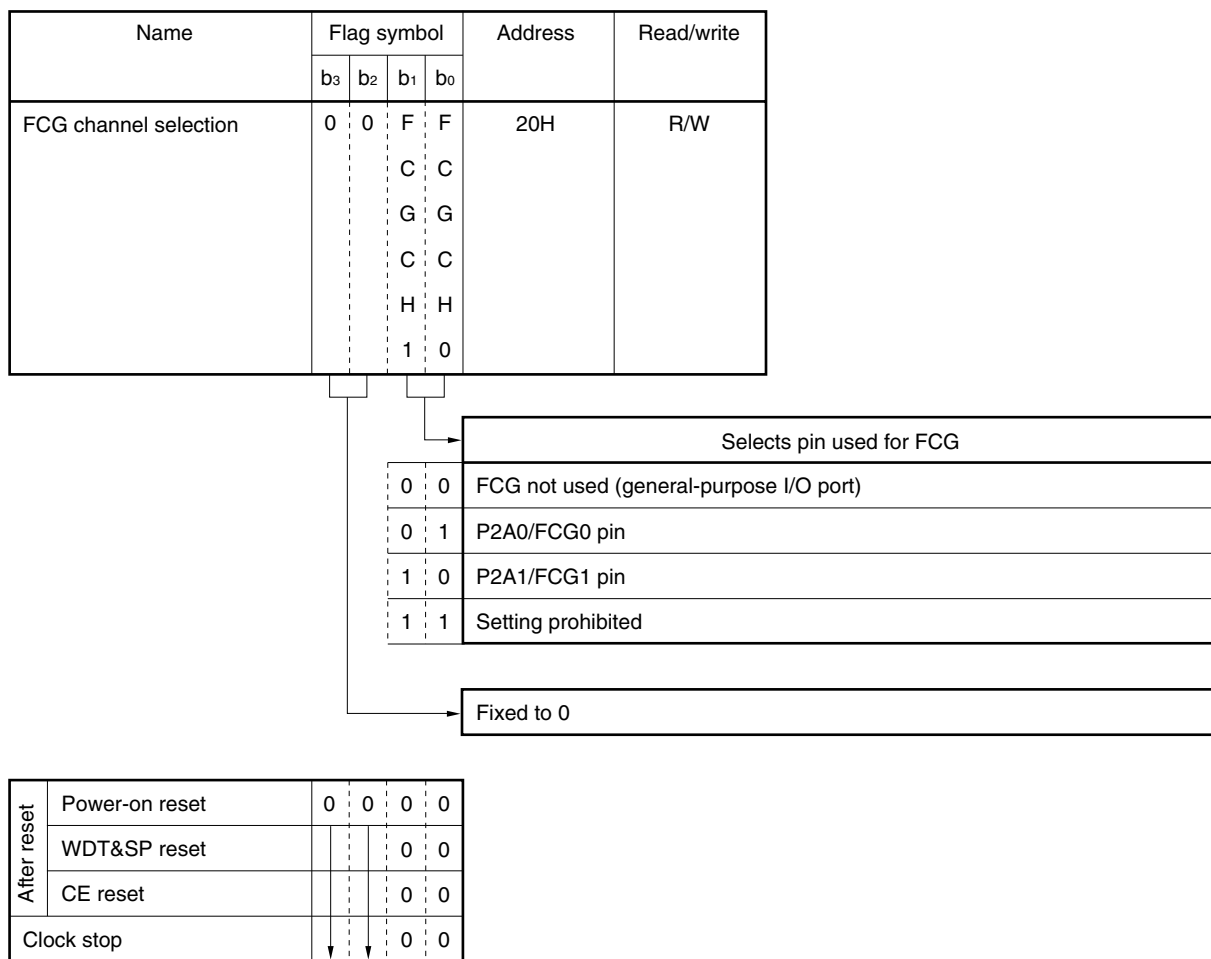 Name Flag symbol Address Read/write
b3 b2 b1 b0
FCG channel selection 0 0 F F 20H R/W
C C
G G
C C
H H
1 0
Selects pin used for FCG
0 0 FCG not used (general-purpose I/O port)
0 1 P2A0/FCG0 pin
1 0 P2A1/FCG1 pin
1 1 Setting prohibited
Fixed to 0
After reset
Power-on reset 0 0 0 0
WDT&SP reset 0 0
CE reset 0 0
Clock stop 0 0